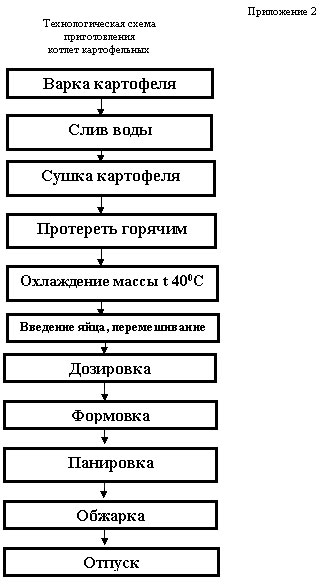 Приложение 2
Технологическая схема
приготовления
котлет картофельных
Варка картофеля
Слив воды
Сушка картофеля
Протереть горячим
Охлаждение массы t 40⁰С
Введение яйца, перемешивание
Дозировка
Формовка
Панировка
Обжарка
Отпуск